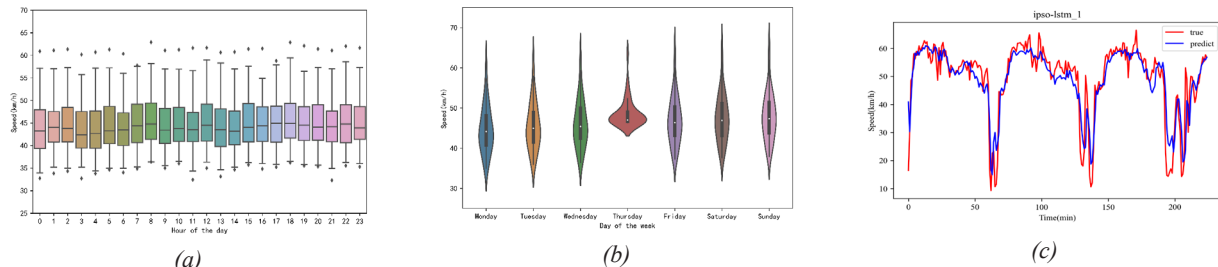 70
65
60
55
50
45
40
35
30
25
Speed(km/h)
0 1 2 3 4 5 6 7 8 9 10 11 12 13 14 15 16 17 18 19 20 21 22 23
Hour of the day
(a)
80
70
60
50
40
30
Speed(km/h)
Monday Tuesday Wednesday Thursday Friday Saturday Sunday
Day of the week
(b)
ipso-lstm_1
true
predict
60
50
40
30
20
10
Speed(km/h)
0 50 100 150 200
Time(min)
(c)